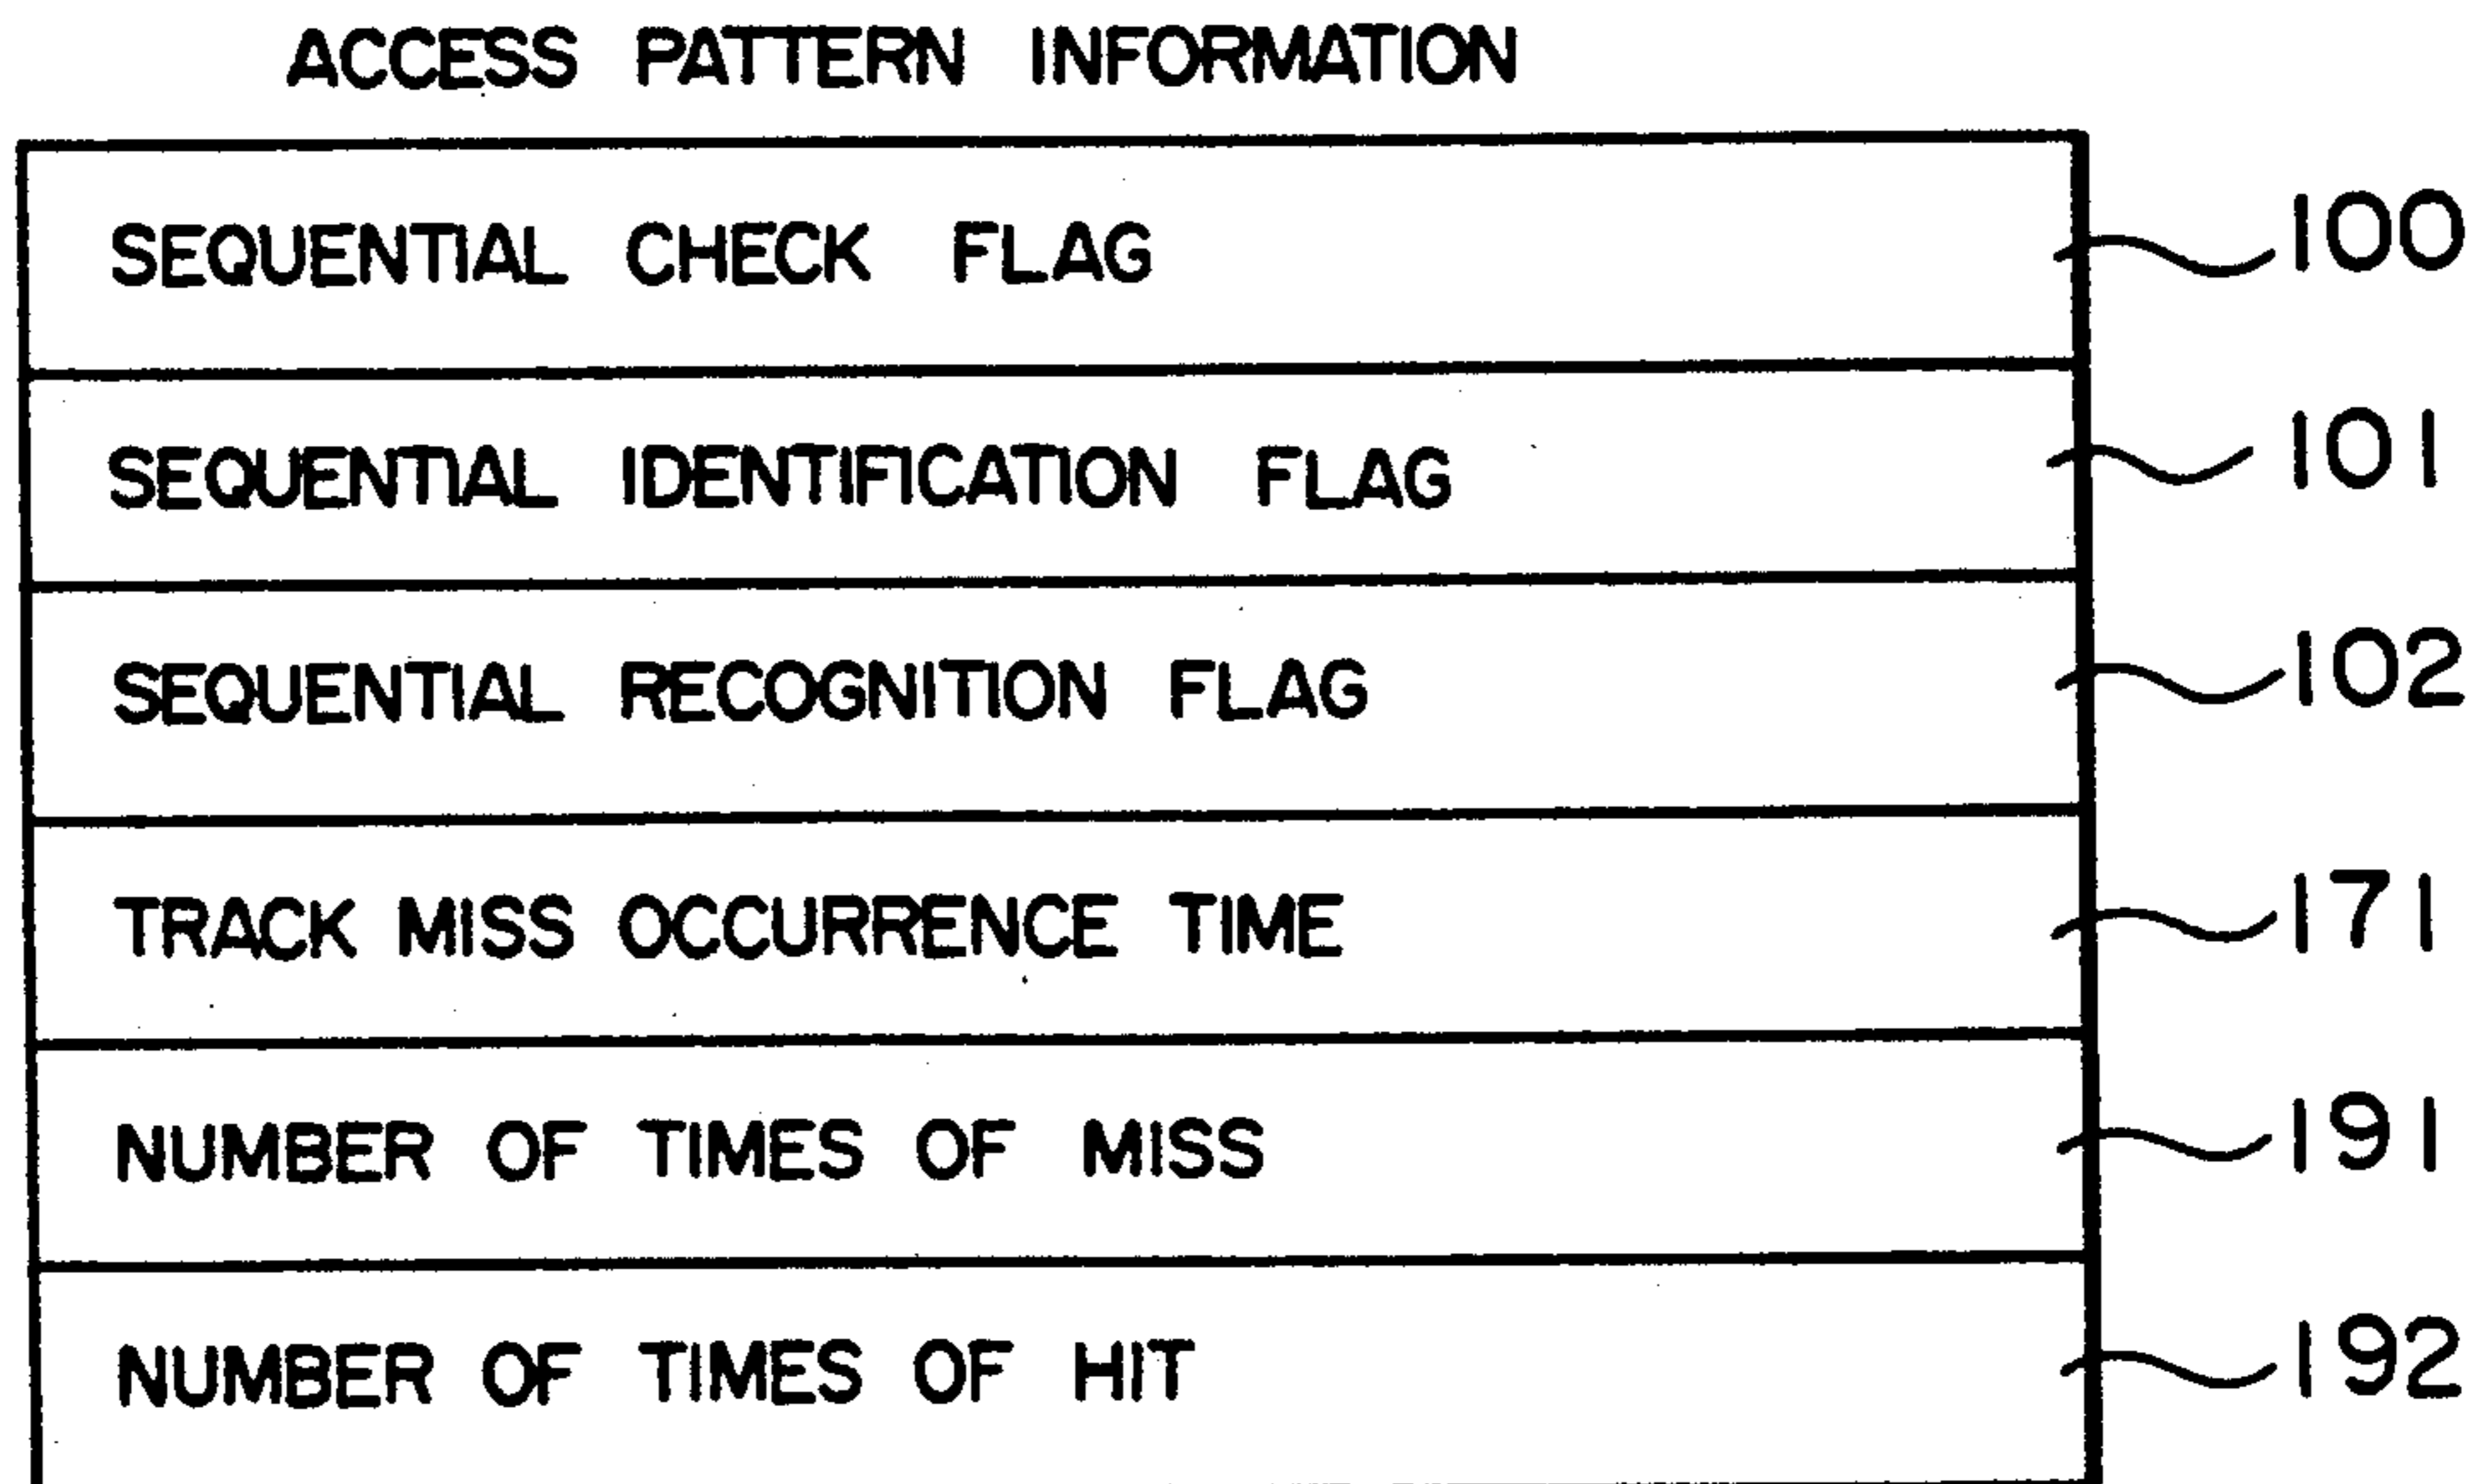 ACCESS PATTERN INFORMATION
SEQUENTIAL CHECK FLAG 100
SEQUENTIAL IDENTIFICATION FLAG 101
SEQUENTIAL RECOGNITION FLAG 102
TRACK MISS OCCURRENCE TIME 171
NUMBER OF TIMES OF MISS 191
NUMBER OF TIMES OF HIT 192